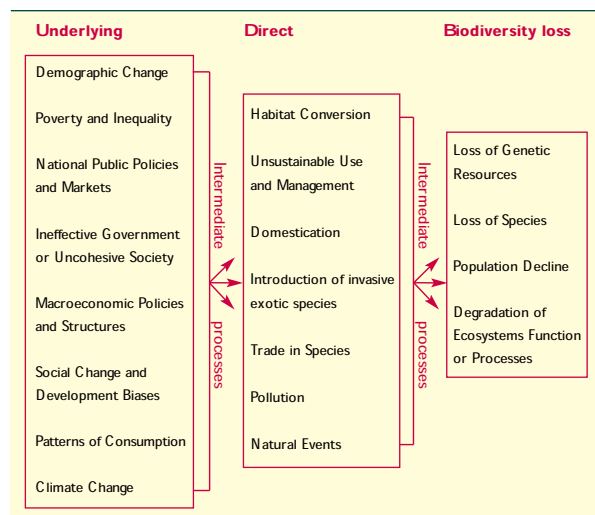 Underlying
Demographic Change
Poverty and Inequality
National Public Policies
and Markets
Ineffective Government
or Uncohesive Society
Macroeconomic Policies
and Structures
Social Change and
Development Biases
Patterns of Consumption
Climate Change
Intermediate
processes
Direct
Habitat Conversion
Unsustainable Use
and Management
Domestication
Introduction of invasive
exotic species
Trade in Species
Pollution
Natural Events
Intermediate
processes
Biodiversity loss
Loss of Genetic
Resources
Loss of Species
Population Decline
Degradation of
Ecosystems Function
or Processes